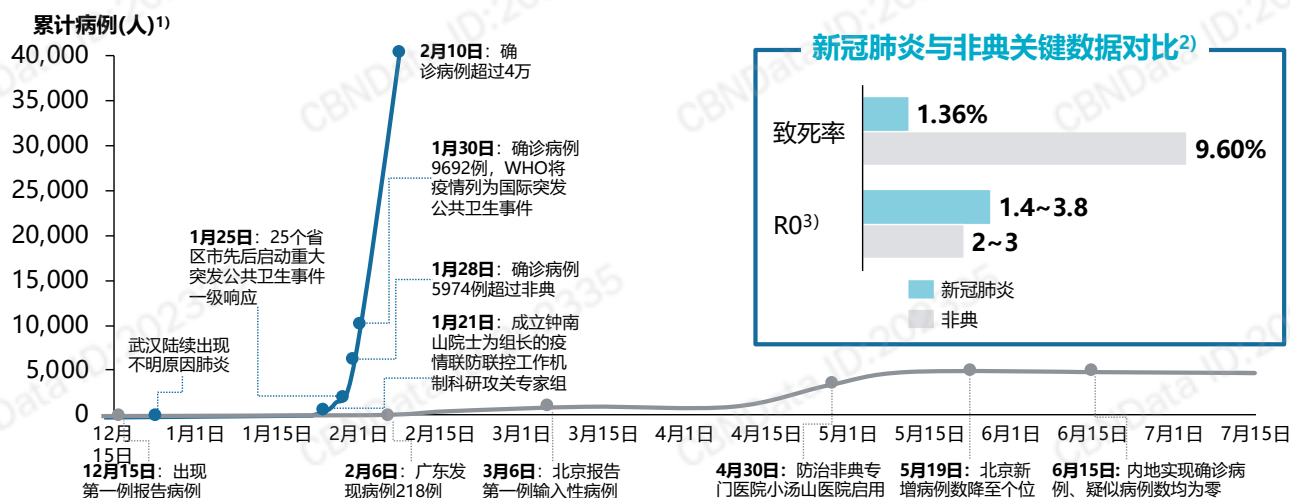 累计病例(人)1)
40,000
35,000
30,000
25,000
20,000
15,000
10,000
5,000
0
12月
15日
1月1日
1月15日
2月1日
2月15日
3月1日
3月15日
4月1日
4月15日
5月1日
5月15日
6月1日
6月15日
7月1日
7月15日
武汉陆续出现
不明原因肺炎
1月25日：25个省
区市先后启动重大
突发公共卫生事件
一级响应
2月10日：确
诊病例超过4万
1月30日：确诊病例
9692例，WHO将
疫情列为国际突发
公共卫生事件
1月28日：确诊病例
5974例超过非典
1月21日：成立钟南
山院士为组长的疫
情联防联控工作机
制科研攻关专家组
12月15日：出现
第一例报告病例
2月6日：广东发
现病例218例
3月6日：北京报告
第一例输入性病例
4月30日：防治非典专
门医院小汤山医院启用
5月19日：北京新
增病例数降至个位
6月15日：内地实现确诊病
例、疑似病例数均为零
新冠肺炎与非典关键数据对比2)
致死率
1.36%
9.60%
R03)
1.4~3.8
2~3
新冠肺炎
非典